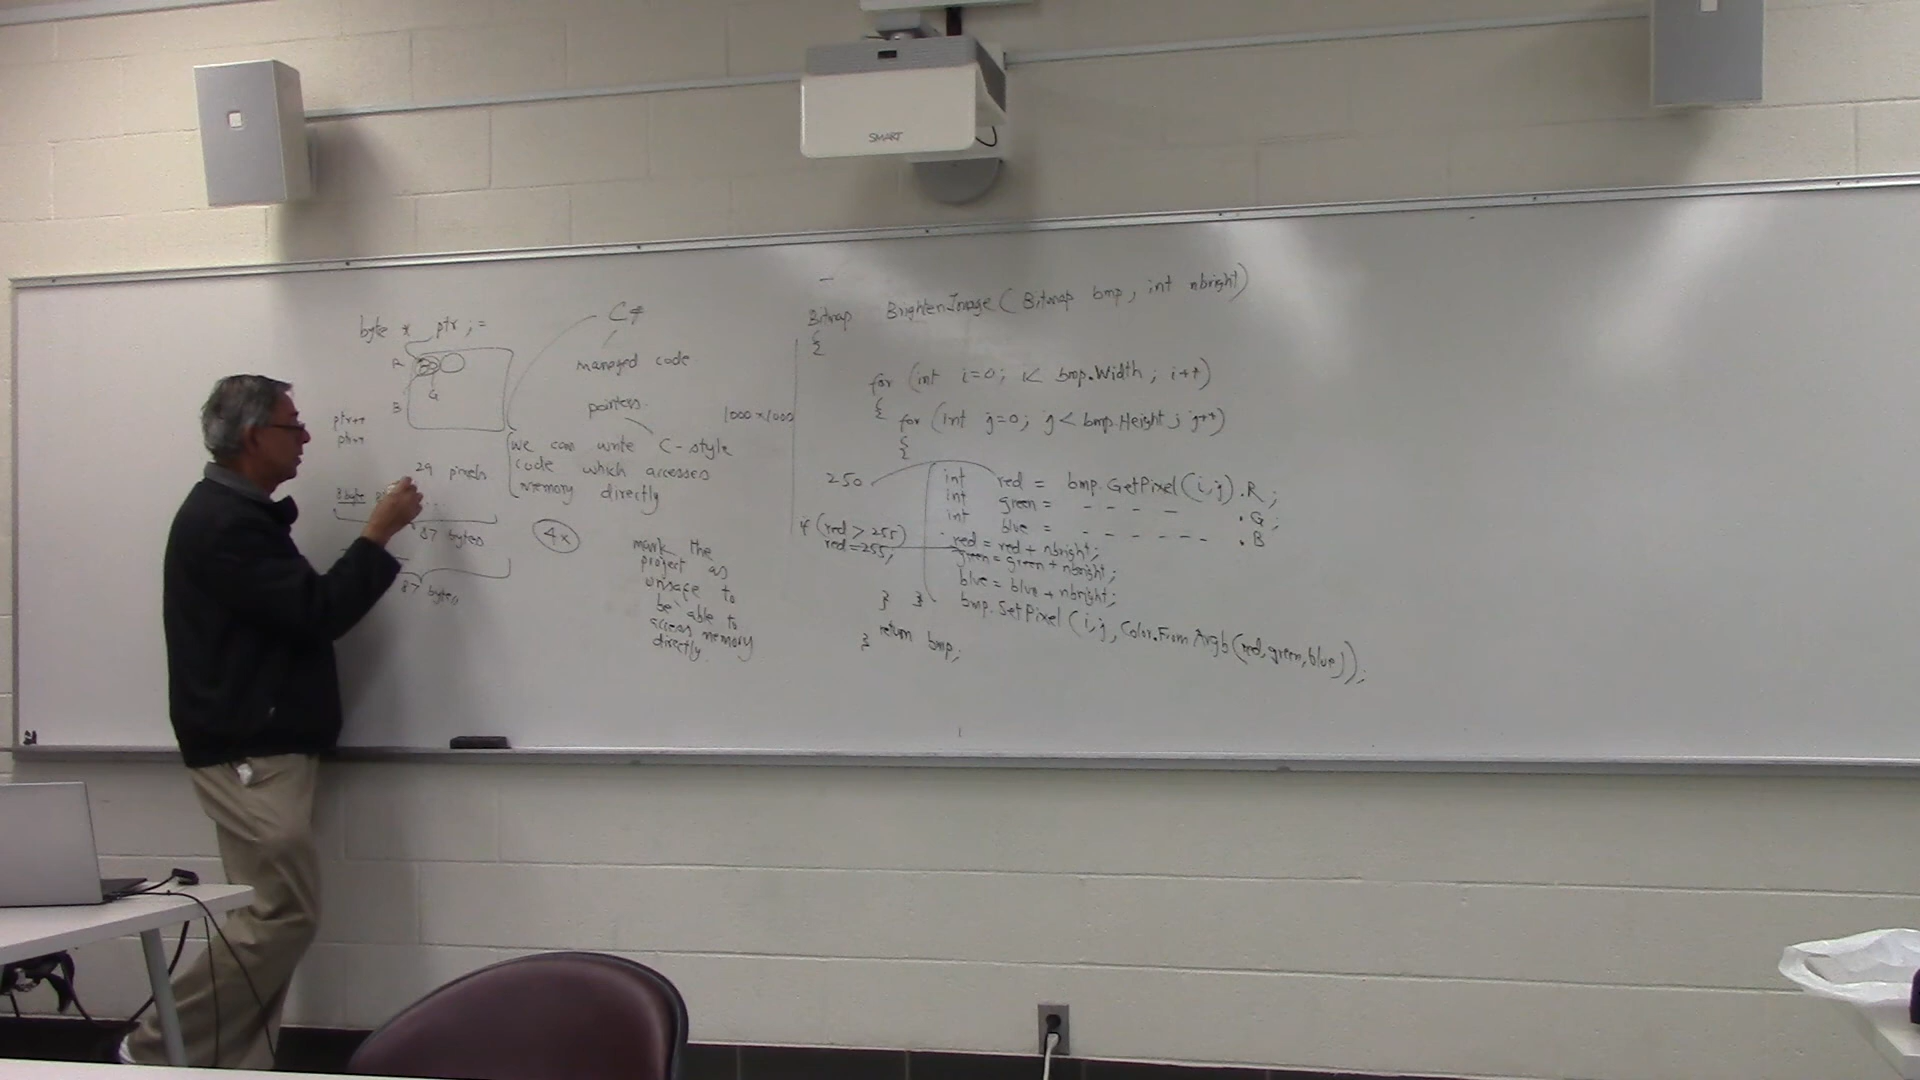 SMART
byte * ptr ; =
R
G
B
ptr++
ptr++
29 pixels
3 byte
87 bytes
87 bytes
C#
managed code
pointers
we can write C-style
code which accesses
memory directly
4x
mark the
project as
unsafe to
be able to
access memory
directly.
1000 x 1000
Bitmap BrightenImage ( Bitmap bmp, int nbright)
{
for (int i=0; i< bmp.Width ; i++)
{ for (int j=0; j< bmp.Height ; j++)
{
250
int red = bmp.GetPixel(i,j).R ;
int green = - - - - .G ;
int blue = - - - - - - . B
if (red > 255)
red = 255;
red = red + nbright;
green = green + nbright;
blue = blue + nbright;
bmp.SetPixel (i,j, Color.FromArgb(red,green,blue));
} }
} return bmp;